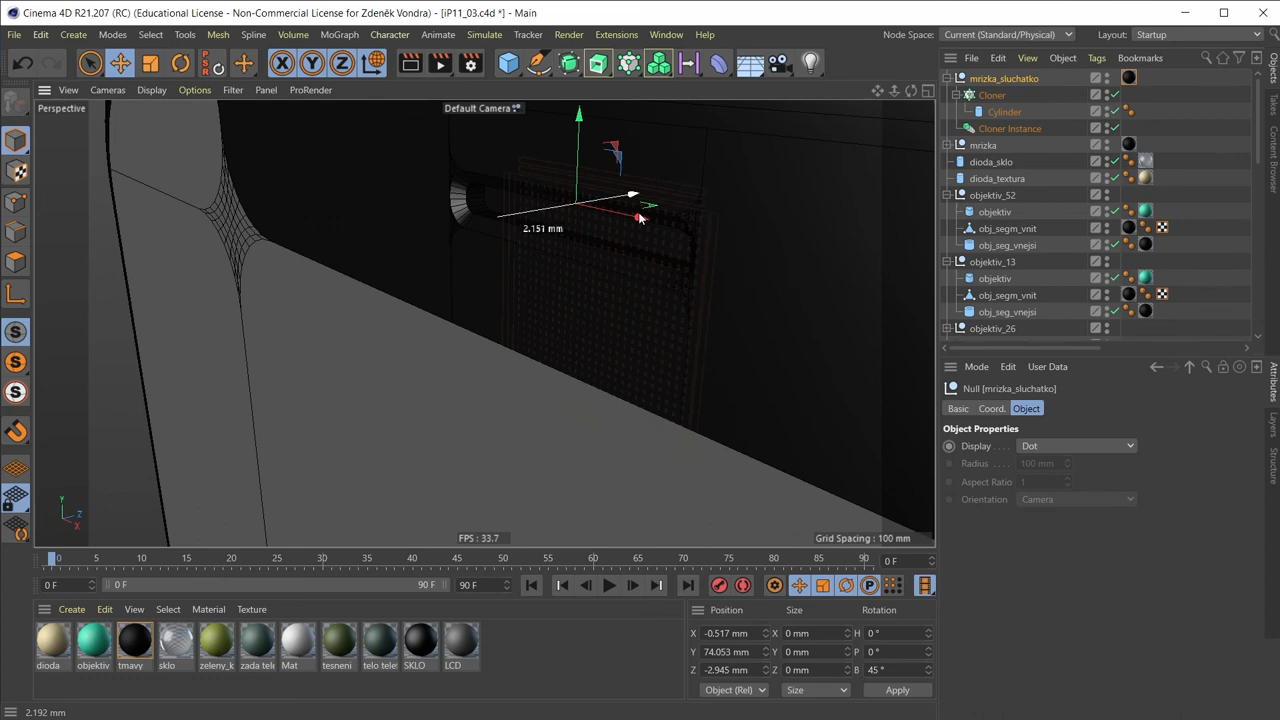 Cinema 4D R21.207 (RC) (Educational License - Non-Commercial License for Zdeněk Vondra) - [iP11_03.c4d *] - Main
File Edit Create Modes Select Tools Mesh Spline Volume MoGraph Character Animate Simulate Tracker Render Extensions Window Help Node Space: Current (Standard/Physical) Layout: Startup
PSR
X Y Z
View Cameras Display Options Filter Panel ProRender
Perspective
Default Camera
2.151 mm
Y
Z
X
FPS : 33.7
Grid Spacing : 100 mm
File Edit View Object Tags Bookmarks
mrizka_sluchatko
Cloner
Cylinder
Cloner Instance
mrizka
dioda_sklo
dioda_textura
objektiv_52
objektiv
obj_segm_vnit
obj_seg_vnejsi
objektiv_13
objektiv
obj_segm_vnit
obj_seg_vnejsi
objektiv_26
Objects
Takes
Content Browser
Mode Edit User Data
Null [mrizka_sluchatko]
Basic Coord. Object
Object Properties
Display Dot
Radius 100 mm
Aspect Ratio 1
Orientation Camera
Attributes
Layers
Structure
0 5 10 15 20 25 30 35 40 45 50 55 60 65 70 75 80 85 90 0 F
0 F 0 F 90 F 90 F
Create Edit View Select Material Texture
dioda objektiv tmavy sklo zeleny_k zada tele Mat tesneni telo telef SKLO LCD
Position Size Rotation
X -0.517 mm X 0 mm H 0 °
Y 74.053 mm Y 0 mm P 0 °
Z -2.945 mm Z 0 mm B 45 °
Object (Rel) Size Apply
2.192 mm